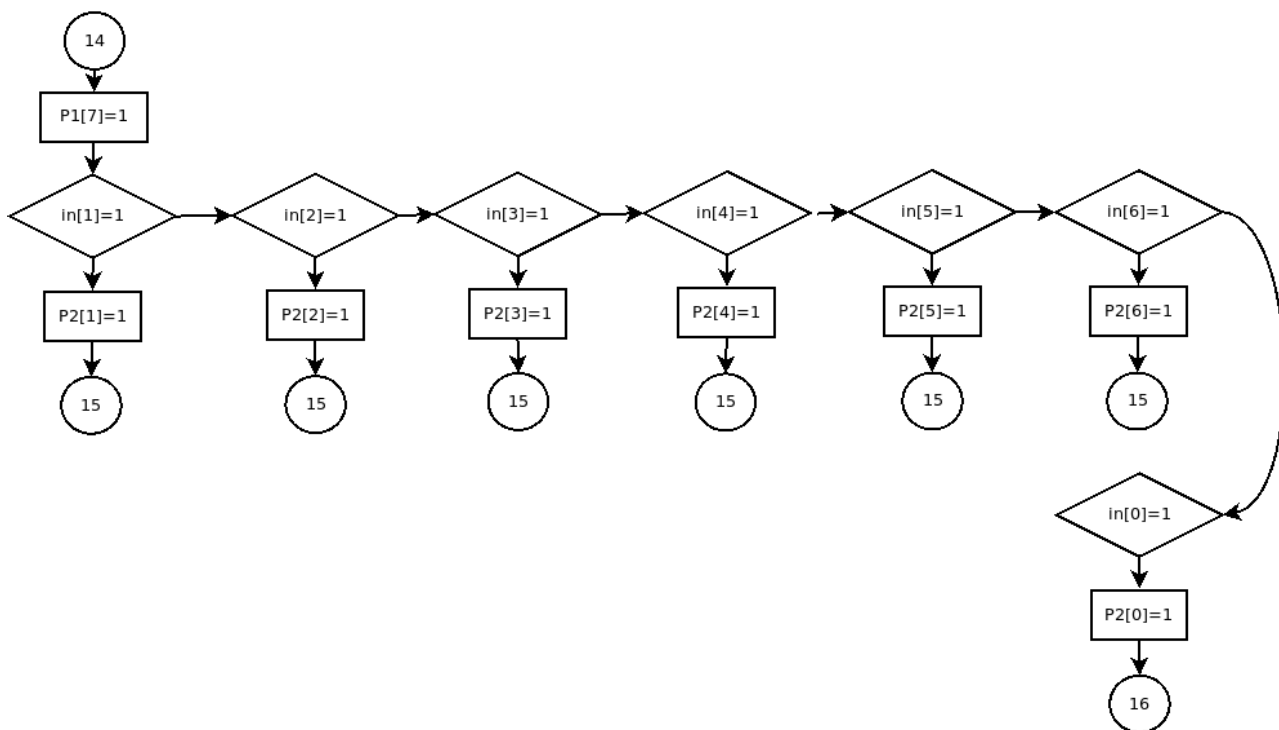 14
P1[7]=1
in[1]=1
in[2]=1
in[3]=1
in[4]=1
in[5]=1
in[6]=1
P2[1]=1
P2[2]=1
P2[3]=1
P2[4]=1
P2[5]=1
P2[6]=1
15
15
15
15
15
15
in[0]=1
P2[0]=1
16